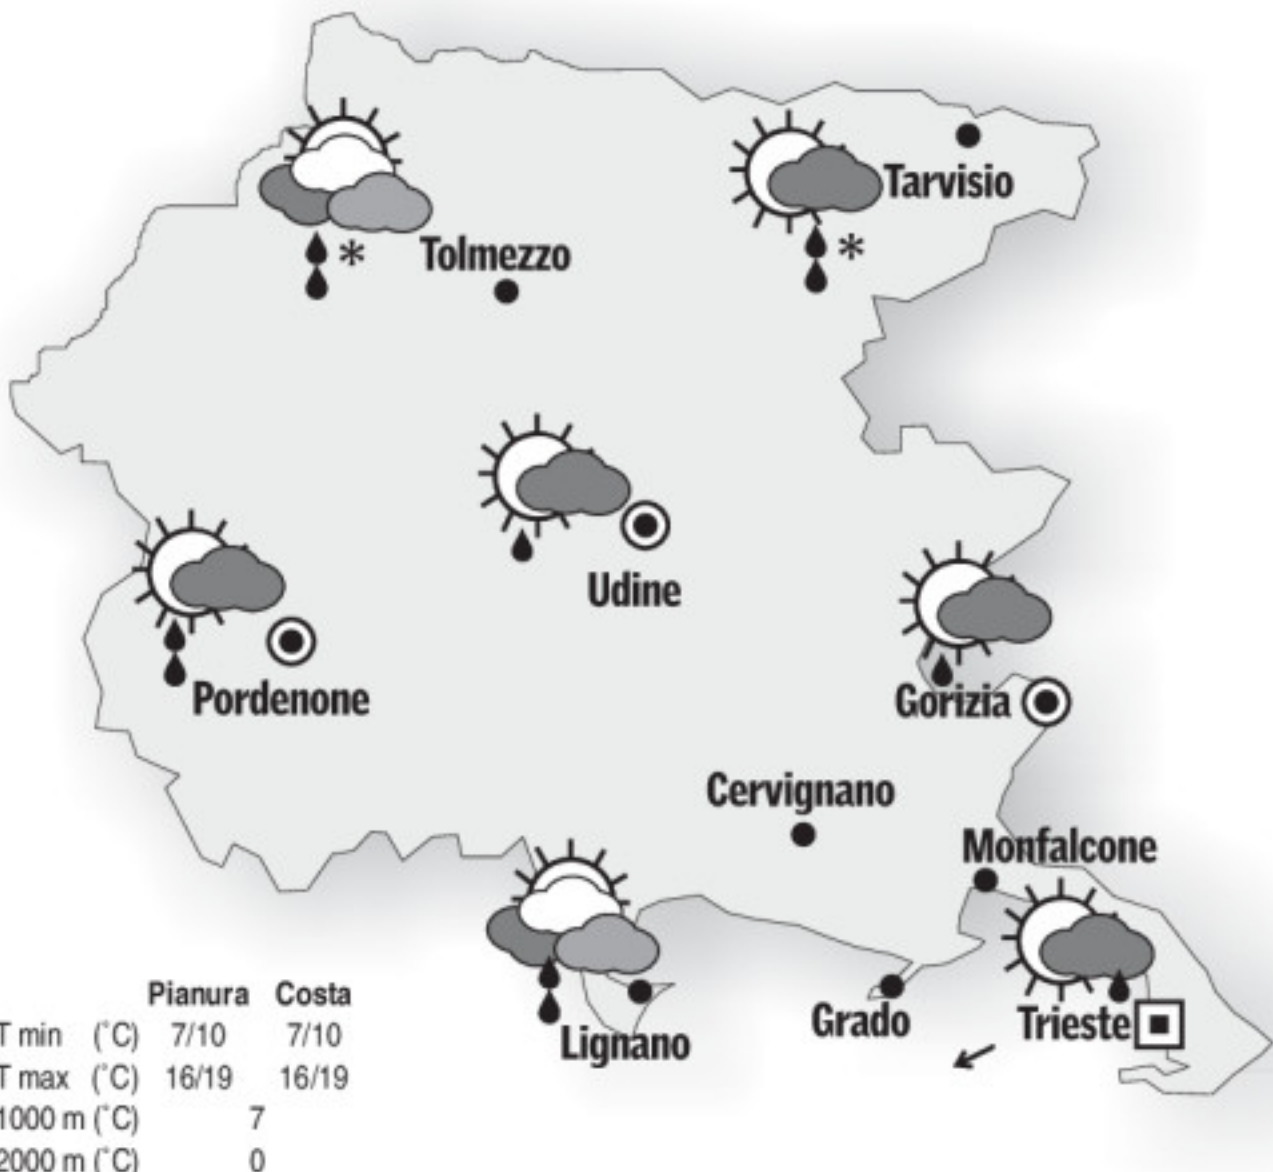 Tarvisio
*
*
Tolmezzo
Udine
Pordenone
Gorizia
Cervignano
Monfalcone
Grado
Trieste
Lignano
Pianura Costa
T min (°C) 7/10 7/10
T max (°C) 16/19 16/19
1000 m (°C) 7
2000 m (°C) 0